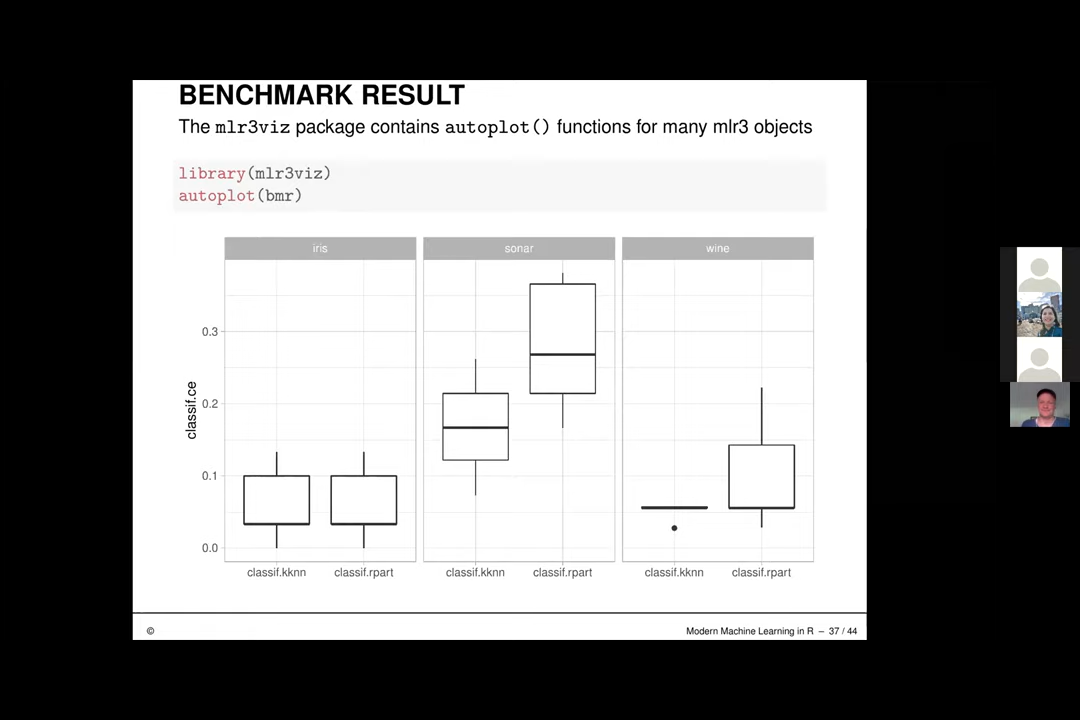 BENCHMARK RESULT
The mlr3viz package contains autoplot() functions for many mlr3 objects
library(mlr3viz)
autoplot(bmr)
iris
sonar
wine
classif.ce
0.3
0.2
0.1
0.0
classif.kknn classif.rpart
classif.kknn classif.rpart
classif.kknn classif.rpart
©
Modern Machine Learning in R – 37 / 44